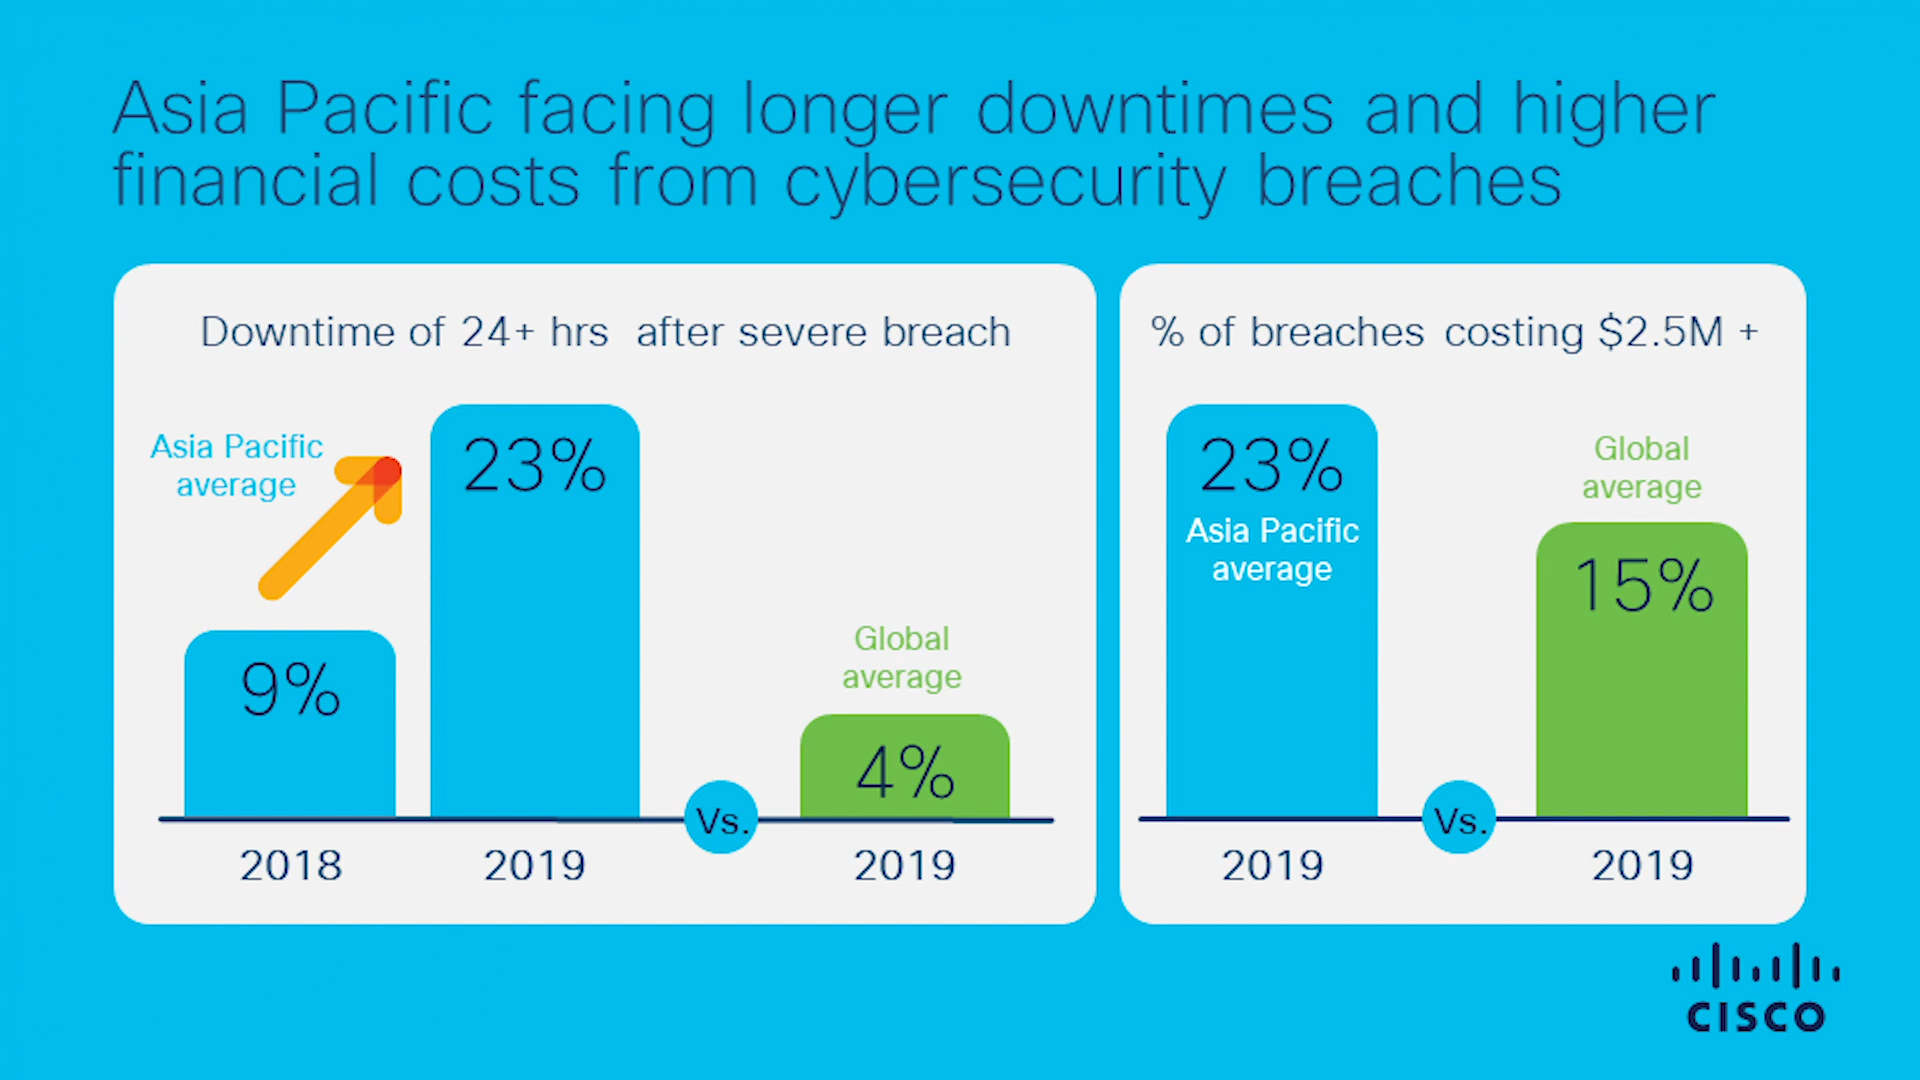 Asia Pacific facing longer downtimes and higher
financial costs from cybersecurity breaches
Downtime of 24+ hrs after severe breach
Asia Pacific
average
9%
23%
Global
average
4%
Vs.
2018
2019
2019
% of breaches costing $2.5M +
23%
Asia Pacific
average
Global
average
15%
Vs.
2019
2019
CISCO